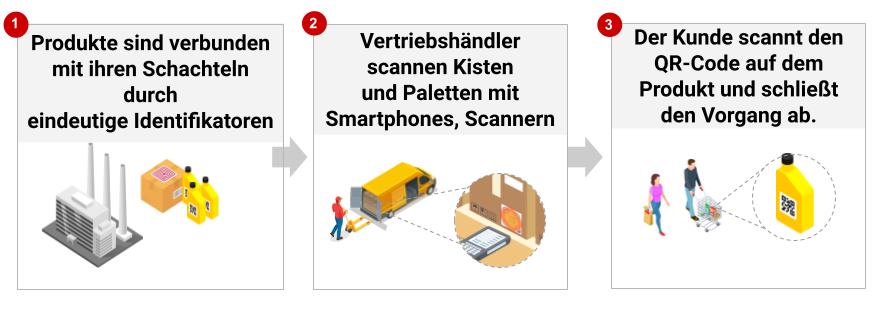 1
Produkte sind verbunden
mit ihren Schachteln
durch
eindeutige Identifikatoren
2
Vertriebshändler
scannen Kisten
und Paletten mit
Smartphones, Scannern
3
Der Kunde scannt den
QR-Code auf dem
Produkt und schließt
den Vorgang ab.